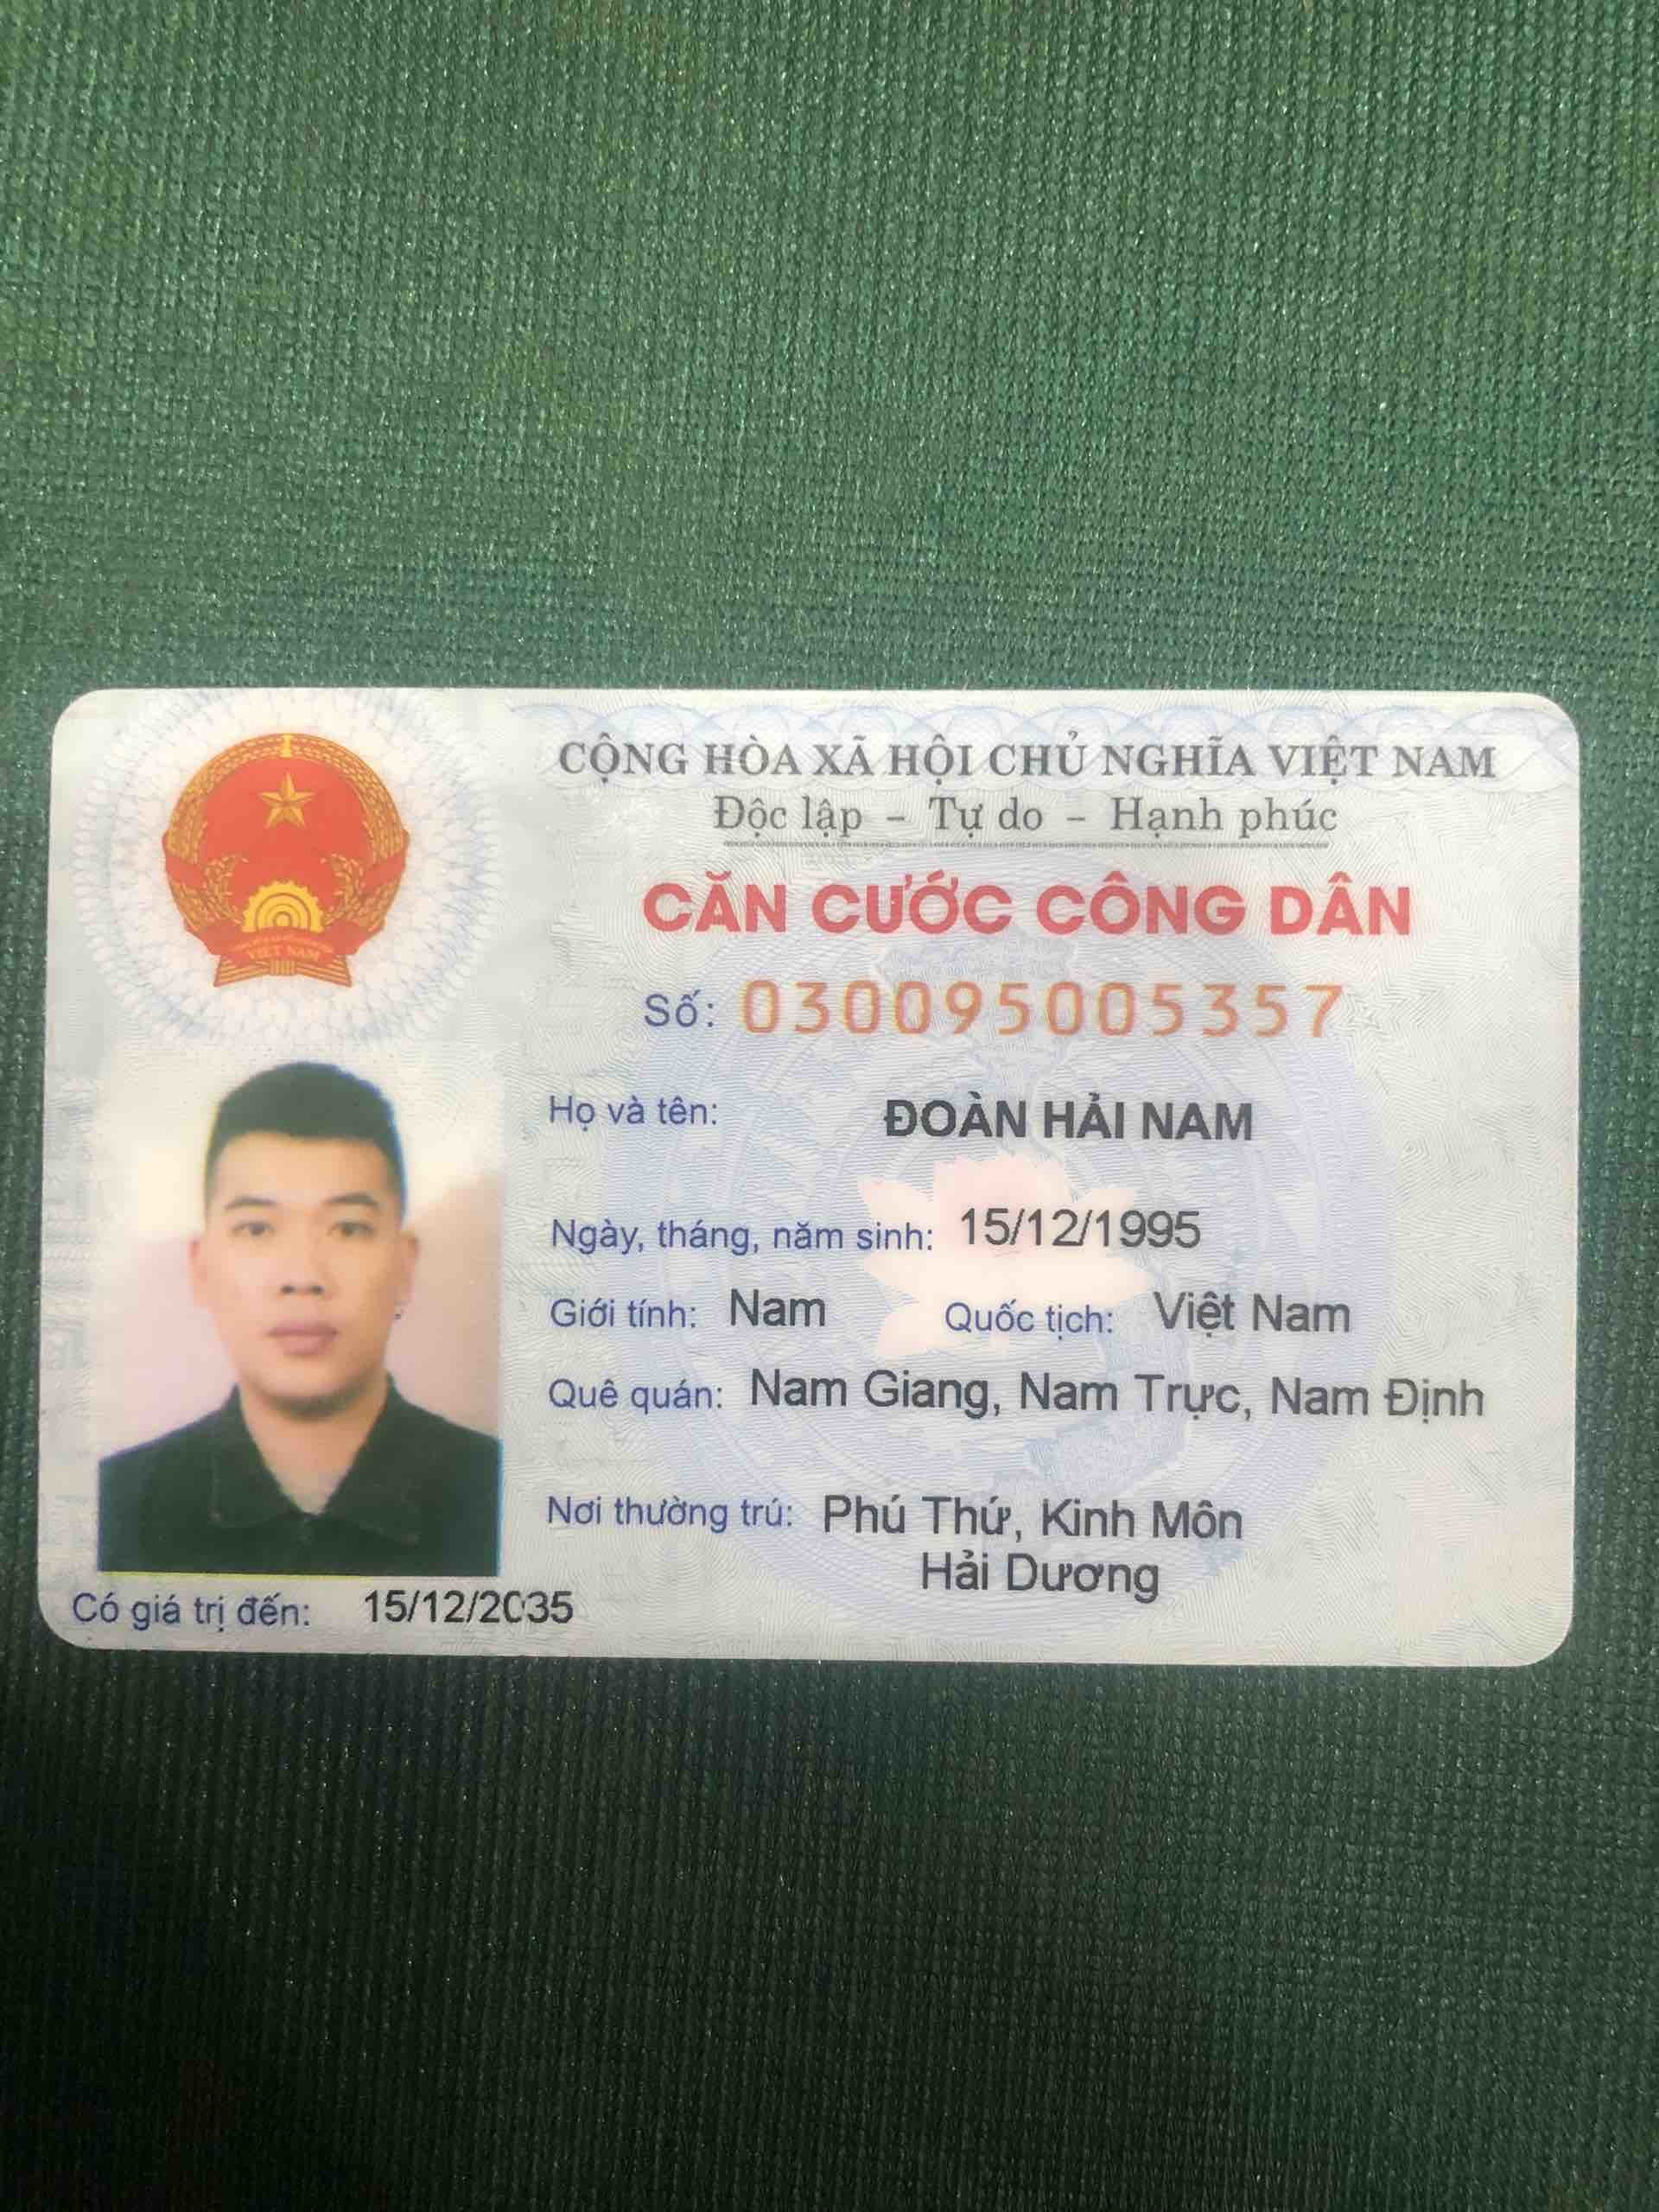 CỘNG HÒA XÃ HỘI CHỦ NGHĨA VIỆT NAM
Độc lập - Tự do - Hạnh phúc
CĂN CƯỚC CÔNG DÂN
Số: 030095005357
Họ và tên: ĐOÀN HẢI NAM
Ngày, tháng, năm sinh: 15/12/1995
Giới tính: Nam Quốc tịch: Việt Nam
Quê quán: Nam Giang, Nam Trực, Nam Định
Nơi thường trú: Phú Thứ, Kinh Môn
Hải Dương
Có giá trị đến: 15/12/2035
VIỆT NAM